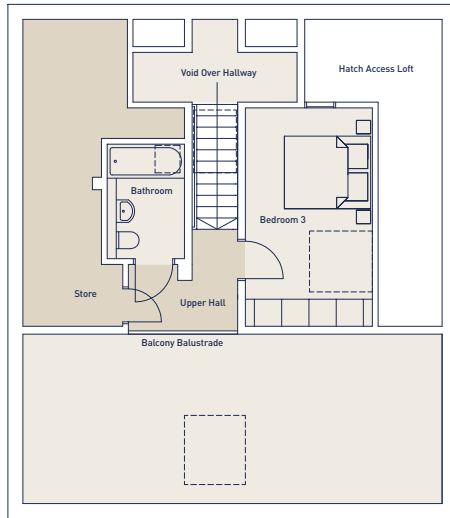 Void Over Hallway
Hatch Access Loft
Bathroom
Bedroom 3
Store
Upper Hall
Balcony Balustrade